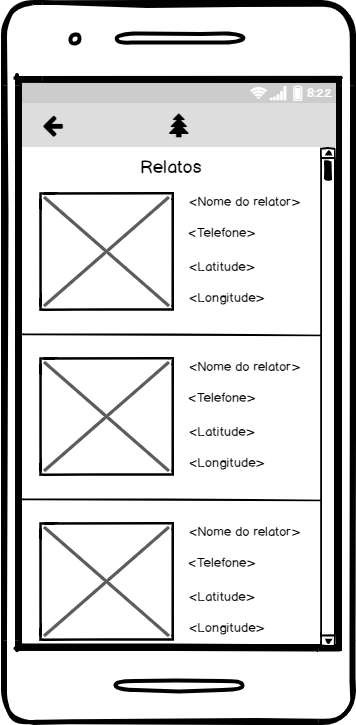 8:22
Relatos
<Nome do relator>
<Telefone>
<Latitude>
<Longitude>
<Nome do relator>
<Telefone>
<Latitude>
<Longitude>
<Nome do relator>
<Telefone>
<Latitude>
<Longitude>